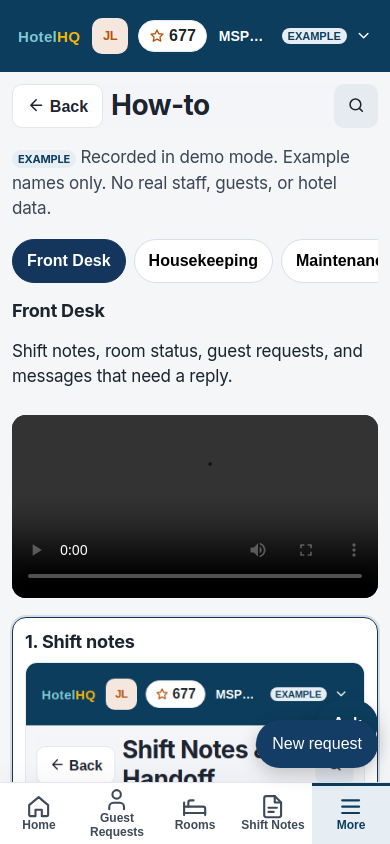 HotelHQ JL 677 MSP... EXAMPLE
Back How-to
EXAMPLE Recorded in demo mode. Example
names only. No real staff, guests, or hotel
data.
Front Desk Housekeeping Maintenanc
Front Desk
Shift notes, room status, guest requests, and
messages that need a reply.
0:00
1. Shift notes
HotelHQ JL 677 MSP... EXAMPLE
Back Shift Notes &
Handoff
New request
Home Guest Requests Rooms Shift Notes More